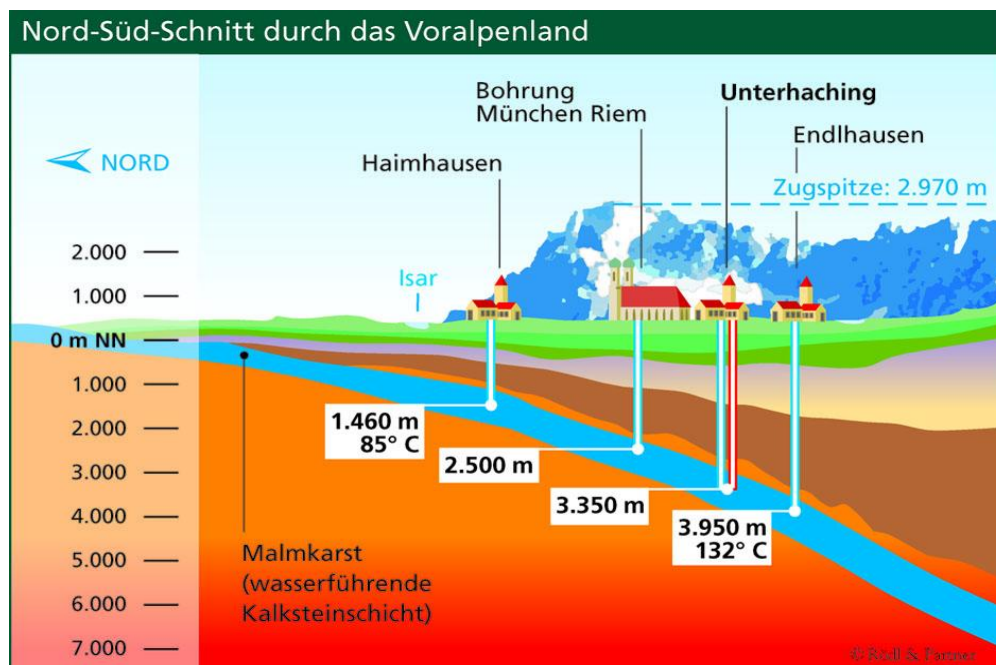 Nord-Süd-Schnitt durch das Voralpenland
Bohrung
München Riem
Unterhaching
Endlhausen
Haimhausen
NORD
Zugspitze: 2.970 m
Isar
2.000
1.000
0 m NN
1.000
2.000
3.000
4.000
5.000
6.000
7.000
1.460 m
85° C
2.500 m
3.350 m
3.950 m
132° C
Malmkarst
(wasserführende
Kalksteinschicht)
© Rödl & Partner